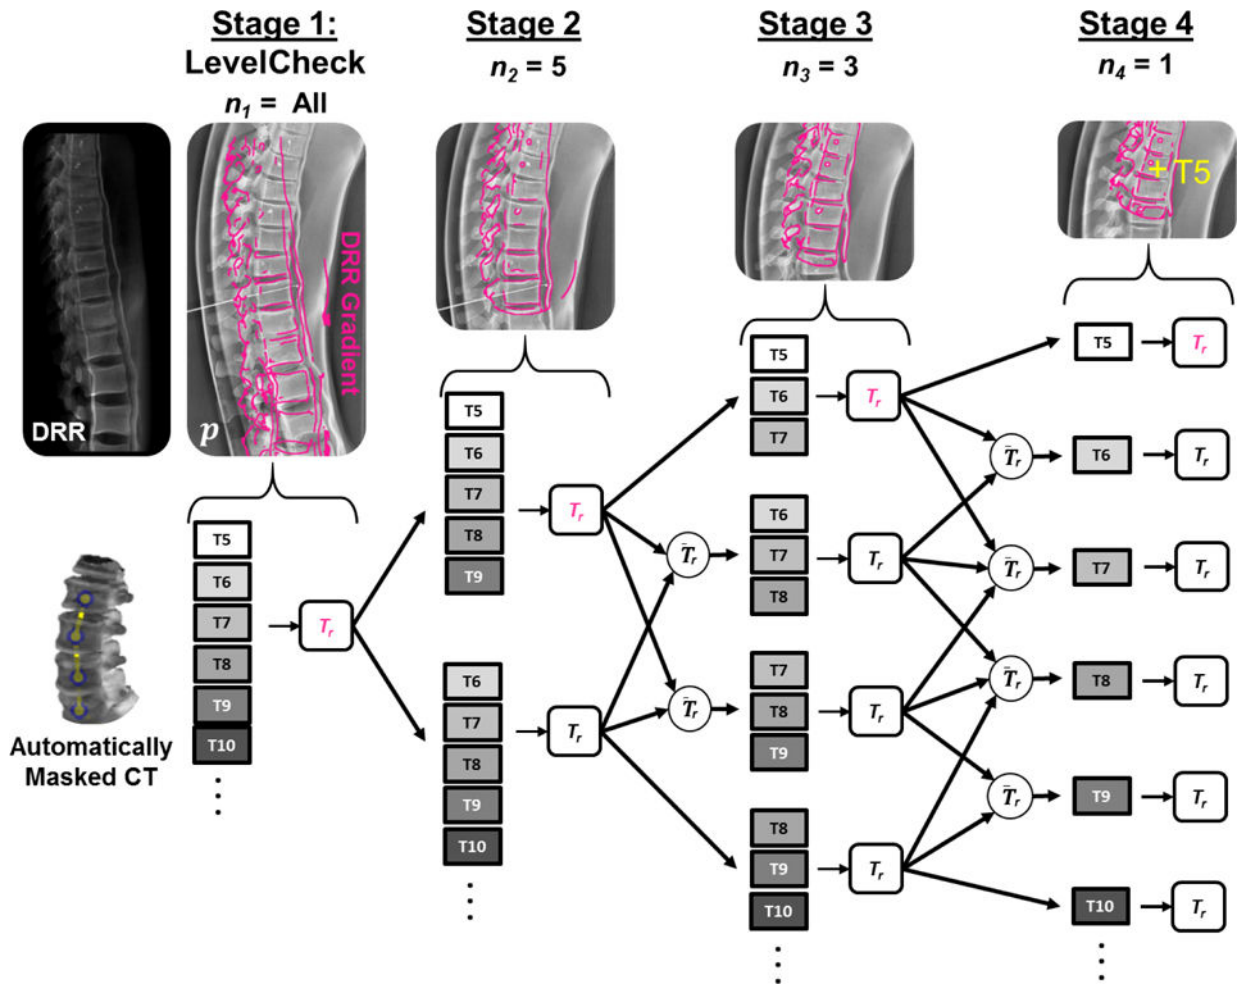 Stage 1:
LevelCheck
n1 = All
Stage 2
n2 = 5
Stage 3
n3 = 3
Stage 4
n4 = 1
DRR
p
DRR Gradient
+ T5
Automatically
Masked CT
T5
T6
T7
T8
T9
T10
Tr
T5
T6
T7
T8
T9
Tr
T6
T7
T8
T9
T10
Tr
T̄r
T̄r
T5
T6
T7
Tr
T6
T7
T8
Tr
T7
T8
T9
Tr
T8
T9
T10
Tr
T̄r
T̄r
T̄r
T̄r
T5
Tr
T6
Tr
T7
Tr
T8
Tr
T9
Tr
T10
Tr